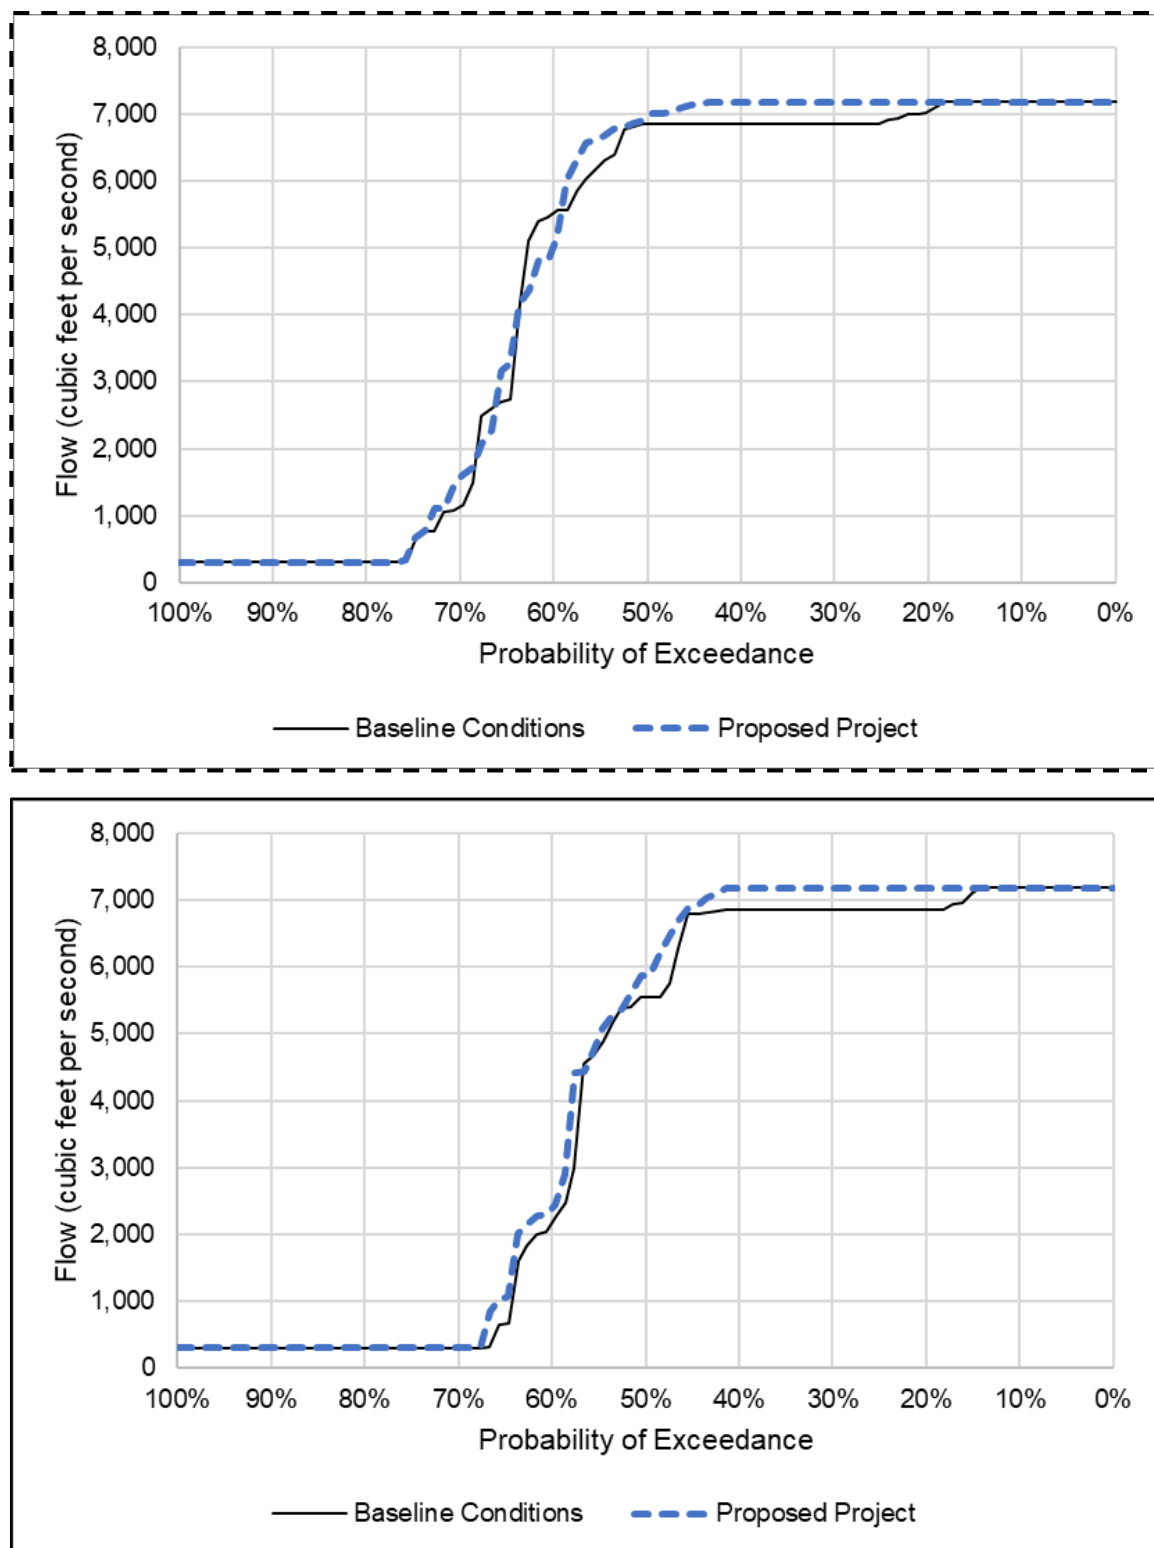 8,000
7,000
6,000
5,000
4,000
3,000
2,000
1,000
0
Flow (cubic feet per second)
100% 90% 80% 70% 60% 50% 40% 30% 20% 10% 0%
Probability of Exceedance
Baseline Conditions Proposed Project
8,000
7,000
6,000
5,000
4,000
3,000
2,000
1,000
0
Flow (cubic feet per second)
100% 90% 80% 70% 60% 50% 40% 30% 20% 10% 0%
Probability of Exceedance
Baseline Conditions Proposed Project